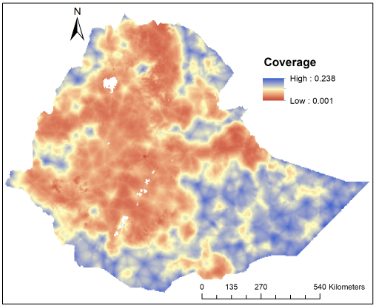 N
Coverage
High : 0.238
Low : 0.001
0 135 270 540 Kilometers